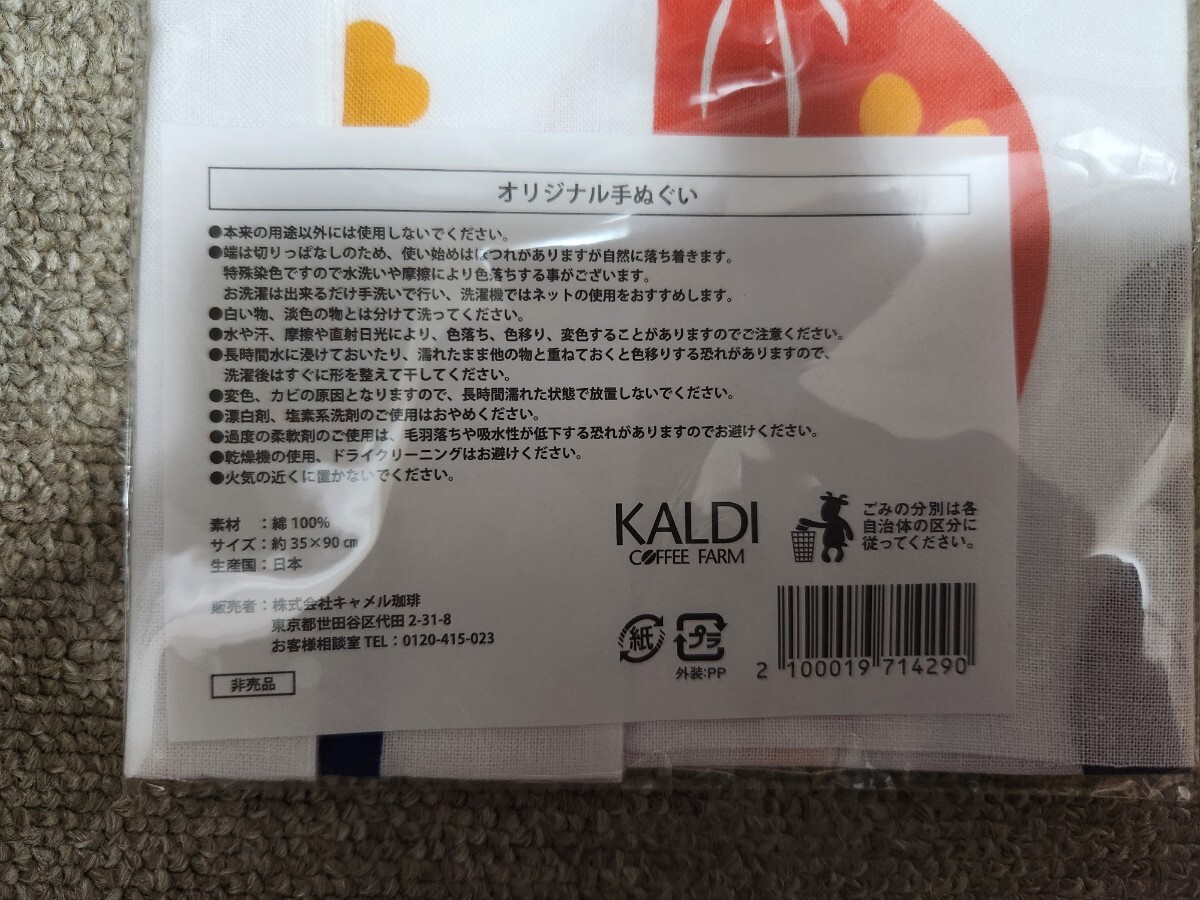 オリジナル手ぬぐい
●本来の用途以外には使用しないでください。
●端は切りっぱなしのため、使い始めはほつれがありますが自然に落ち着きます。
特殊染色ですので水洗いや摩擦により色落ちする事がございます。
お洗濯は出来るだけ手洗いで行い、洗濯機ではネットの使用をおすすめします。
●白い物、淡色の物とは分けて洗ってください。
●水や汗、摩擦や直射日光により、色落ち、色移り、変色することがありますのでご注意ください。
●長時間水に浸けておいたり、濡れたまま他の物と重ねておくと色移りする恐れがありますので、
洗濯後はすぐに形を整えて干してください。
●変色、カビの原因となりますので、長時間濡れた状態で放置しないでください。
●漂白剤、塩素系洗剤のご使用はおやめください。
●過度の柔軟剤のご使用は、毛羽落ちや吸水性が低下する恐れがありますのでお避けください。
●乾燥機の使用、ドライクリーニングはお避けください。
●火気の近くに置かないでください。
素材 ：綿100%
サイズ：約35×90㎝
生産国：日本
販売者：株式会社キャメル珈琲
東京都世田谷区代田2-31-8
お客様相談室TEL：0120-415-023
非売品
KALDI
COFFEE FARM
ごみの分別は各
自治体の区分に
従ってください。
紙
プラ
外装:PP
2 100019 714290